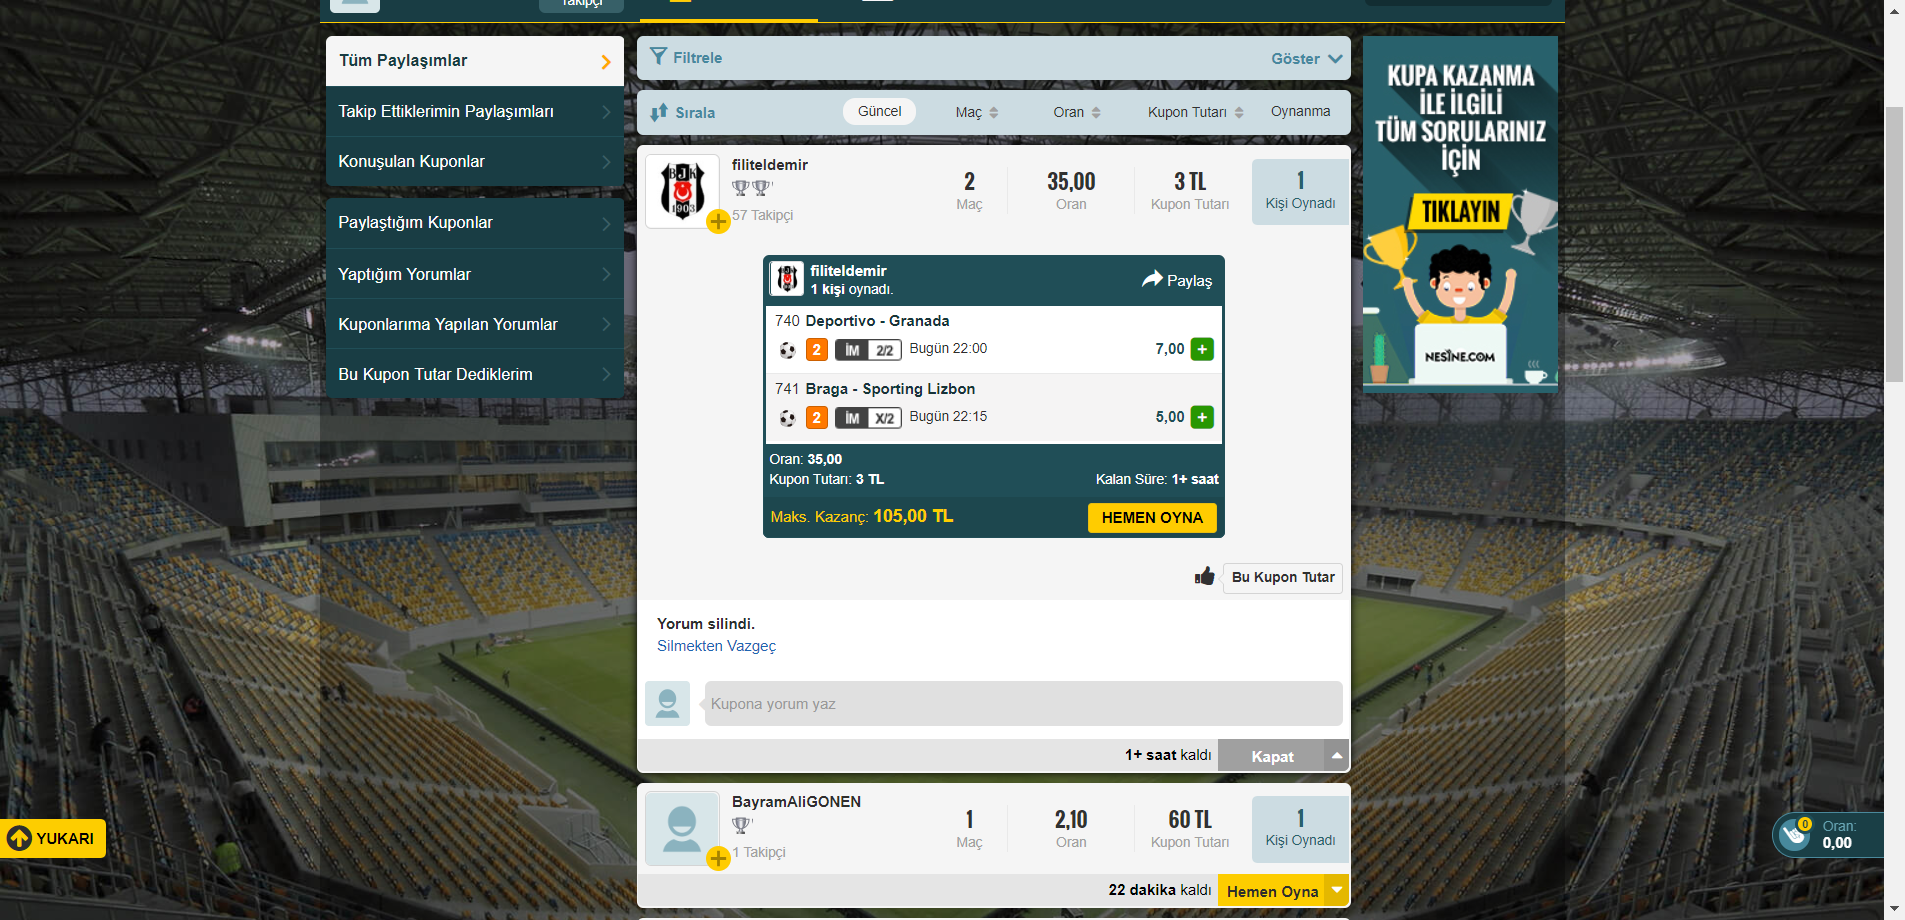 Takipçi
Tüm Paylaşımlar
Takip Ettiklerimin Paylaşımları
Konuşulan Kuponlar
Paylaştığım Kuponlar
Yaptığım Yorumlar
Kuponlarıma Yapılan Yorumlar
Bu Kupon Tutar Dediklerim
Filtrele
Göster
Sırala
Güncel
Maç
Oran
Kupon Tutarı
Oynanma
BJK
1903
filiteldemir
57 Takipçi
2
Maç
35,00
Oran
3 TL
Kupon Tutarı
1
Kişi Oynadı
filiteldemir
1 kişi oynadı.
Paylaş
740 Deportivo - Granada
2 İM 2/2 Bugün 22:00 7,00 +
741 Braga - Sporting Lizbon
2 İM X/2 Bugün 22:15 5,00 +
Oran: 35,00
Kupon Tutarı: 3 TL
Kalan Süre: 1+ saat
Maks. Kazanç: 105,00 TL
HEMEN OYNA
Bu Kupon Tutar
Yorum silindi.
Silmekten Vazgeç
Kupona yorum yaz
1+ saat kaldı
Kapat
BayramAliGONEN
1 Takipçi
1
Maç
2,10
Oran
60 TL
Kupon Tutarı
1
Kişi Oynadı
22 dakika kaldı
Hemen Oyna
KUPA KAZANMA
İLE İLGİLİ
TÜM SORULARINIZ
İÇİN
TIKLAYIN
NESİNE.COM
YUKARI
0
Oran:
0,00